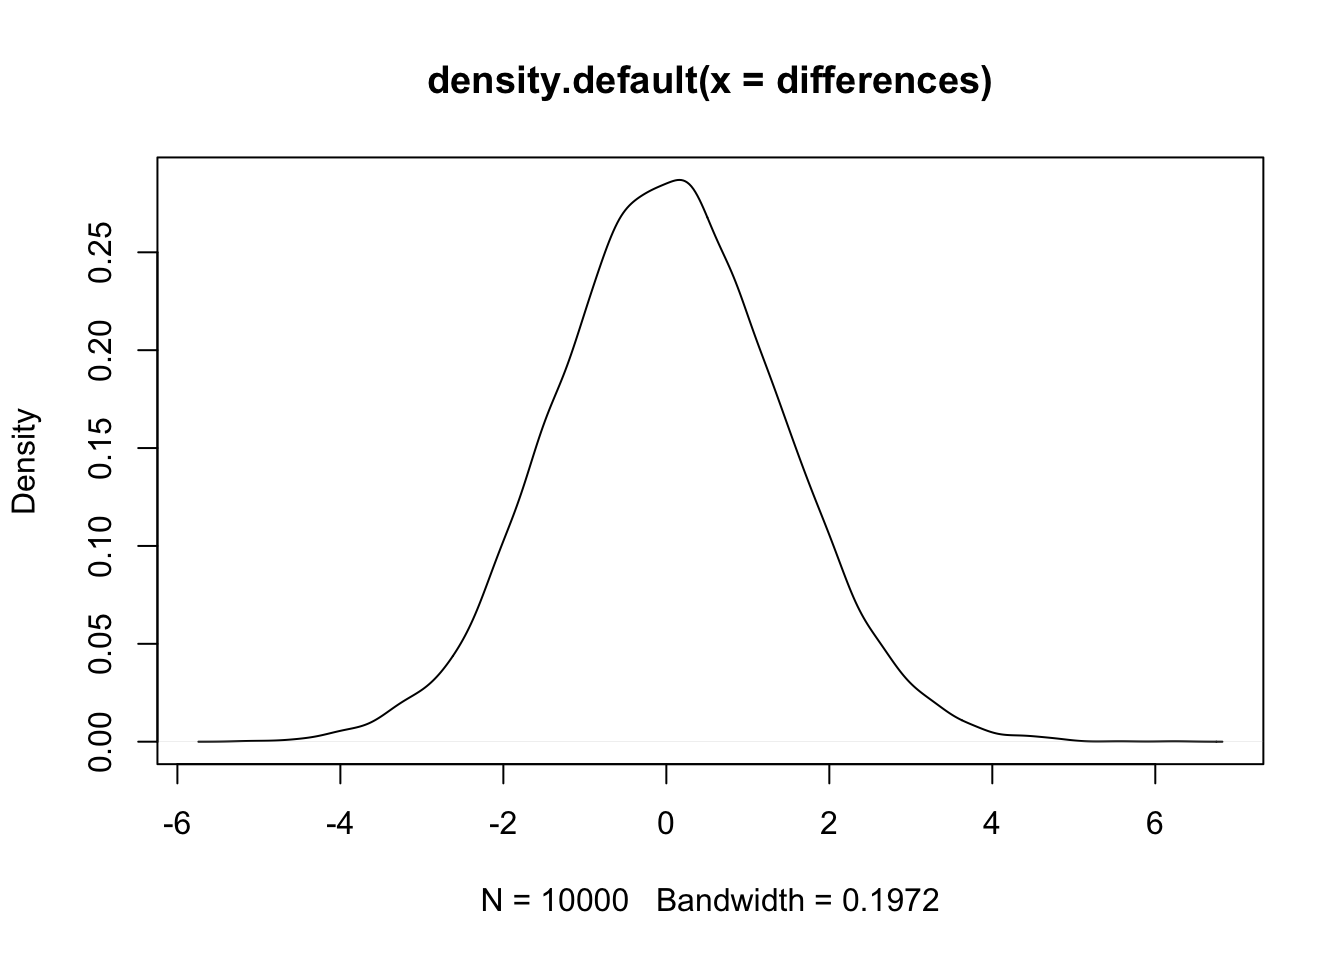 density.default(x = differences)
Density
0.25
0.20
0.15
0.10
0.05
0.00
-6 -4 -2 0 2 4 6
N = 10000 Bandwidth = 0.1972